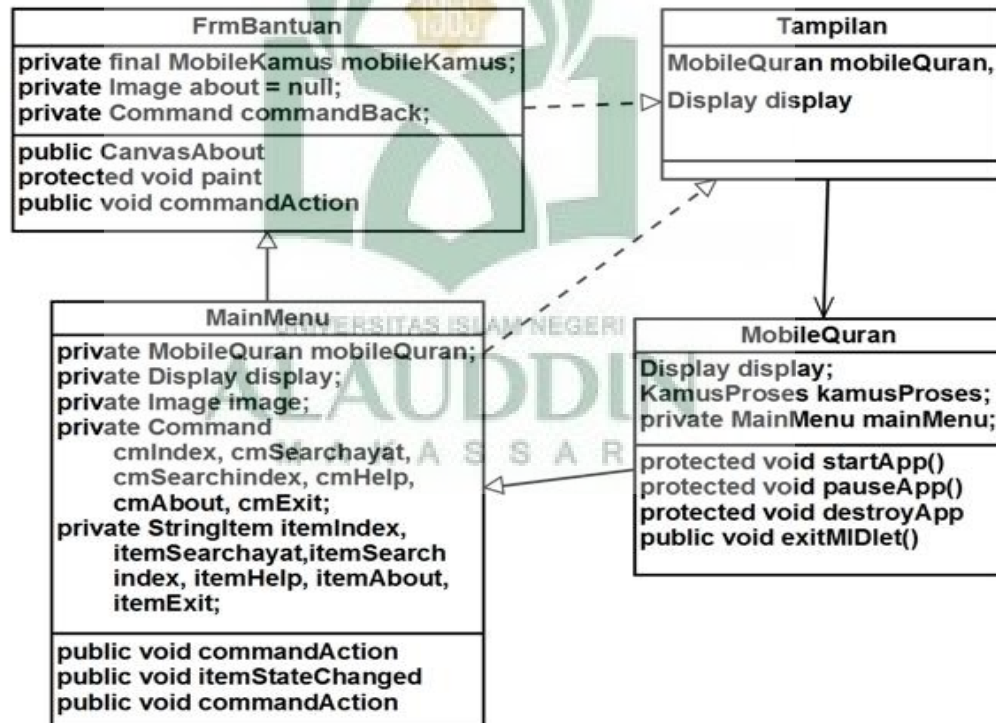 FrmBantuan
private final MobileKamus mobileKamus;
private Image about = null;
private Command commandBack;
public CanvasAbout
protected void paint
public void commandAction
Tampilan
MobileQuran mobileQuran,
Display display
MainMenu
private MobileQuran mobileQuran;
private Display display;
private Image image;
private Command
cmIndex, cmSearchayat,
cmSearchindex, cmHelp,
cmAbout, cmExit;
private StringItem itemIndex,
itemSearchayat,itemSearch
index, itemHelp, itemAbout,
itemExit;
public void commandAction
public void itemStateChanged
public void commandAction
MobileQuran
Display display;
KamusProses kamusProses;
private MainMenu mainMenu;
protected void startApp()
protected void pauseApp()
protected void destroyApp
public void exitMIDlet()
1965
UNIVERSITAS ISLAM NEGERI
ALAUDDIN
MAKASSAR